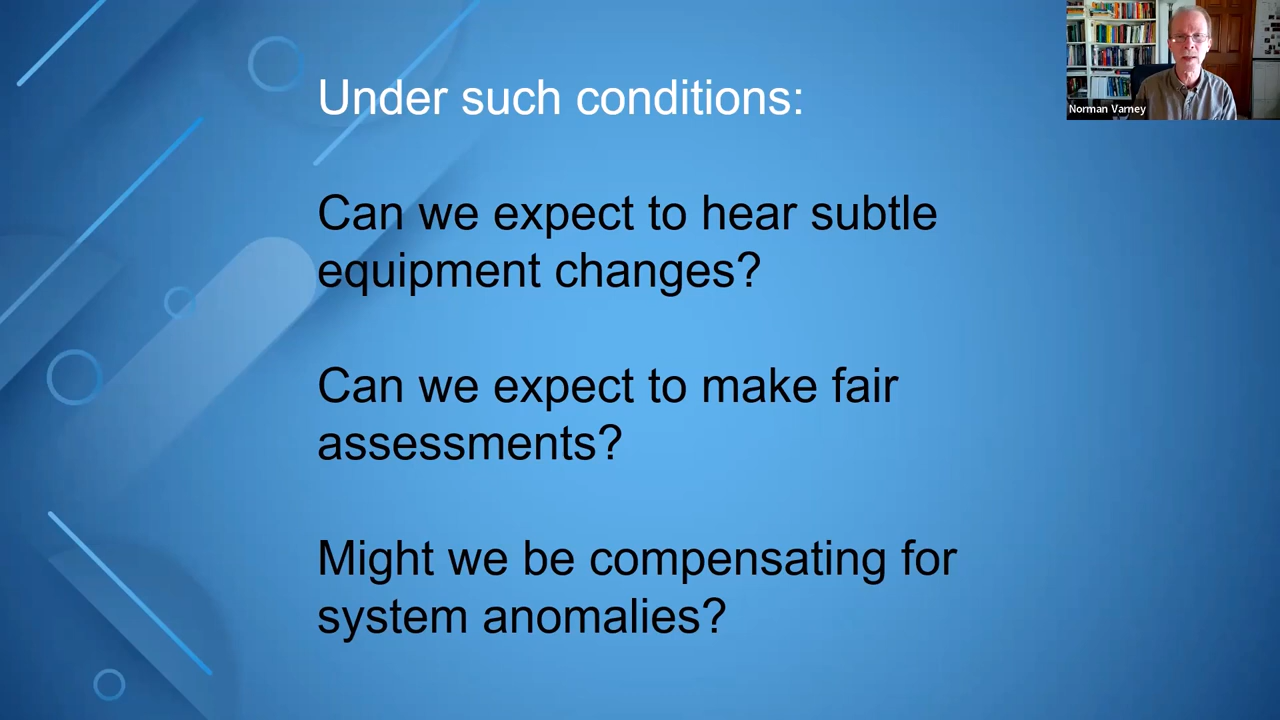 Under such conditions:
Can we expect to hear subtle
equipment changes?
Can we expect to make fair
assessments?
Might we be compensating for
system anomalies?
Norman Varney